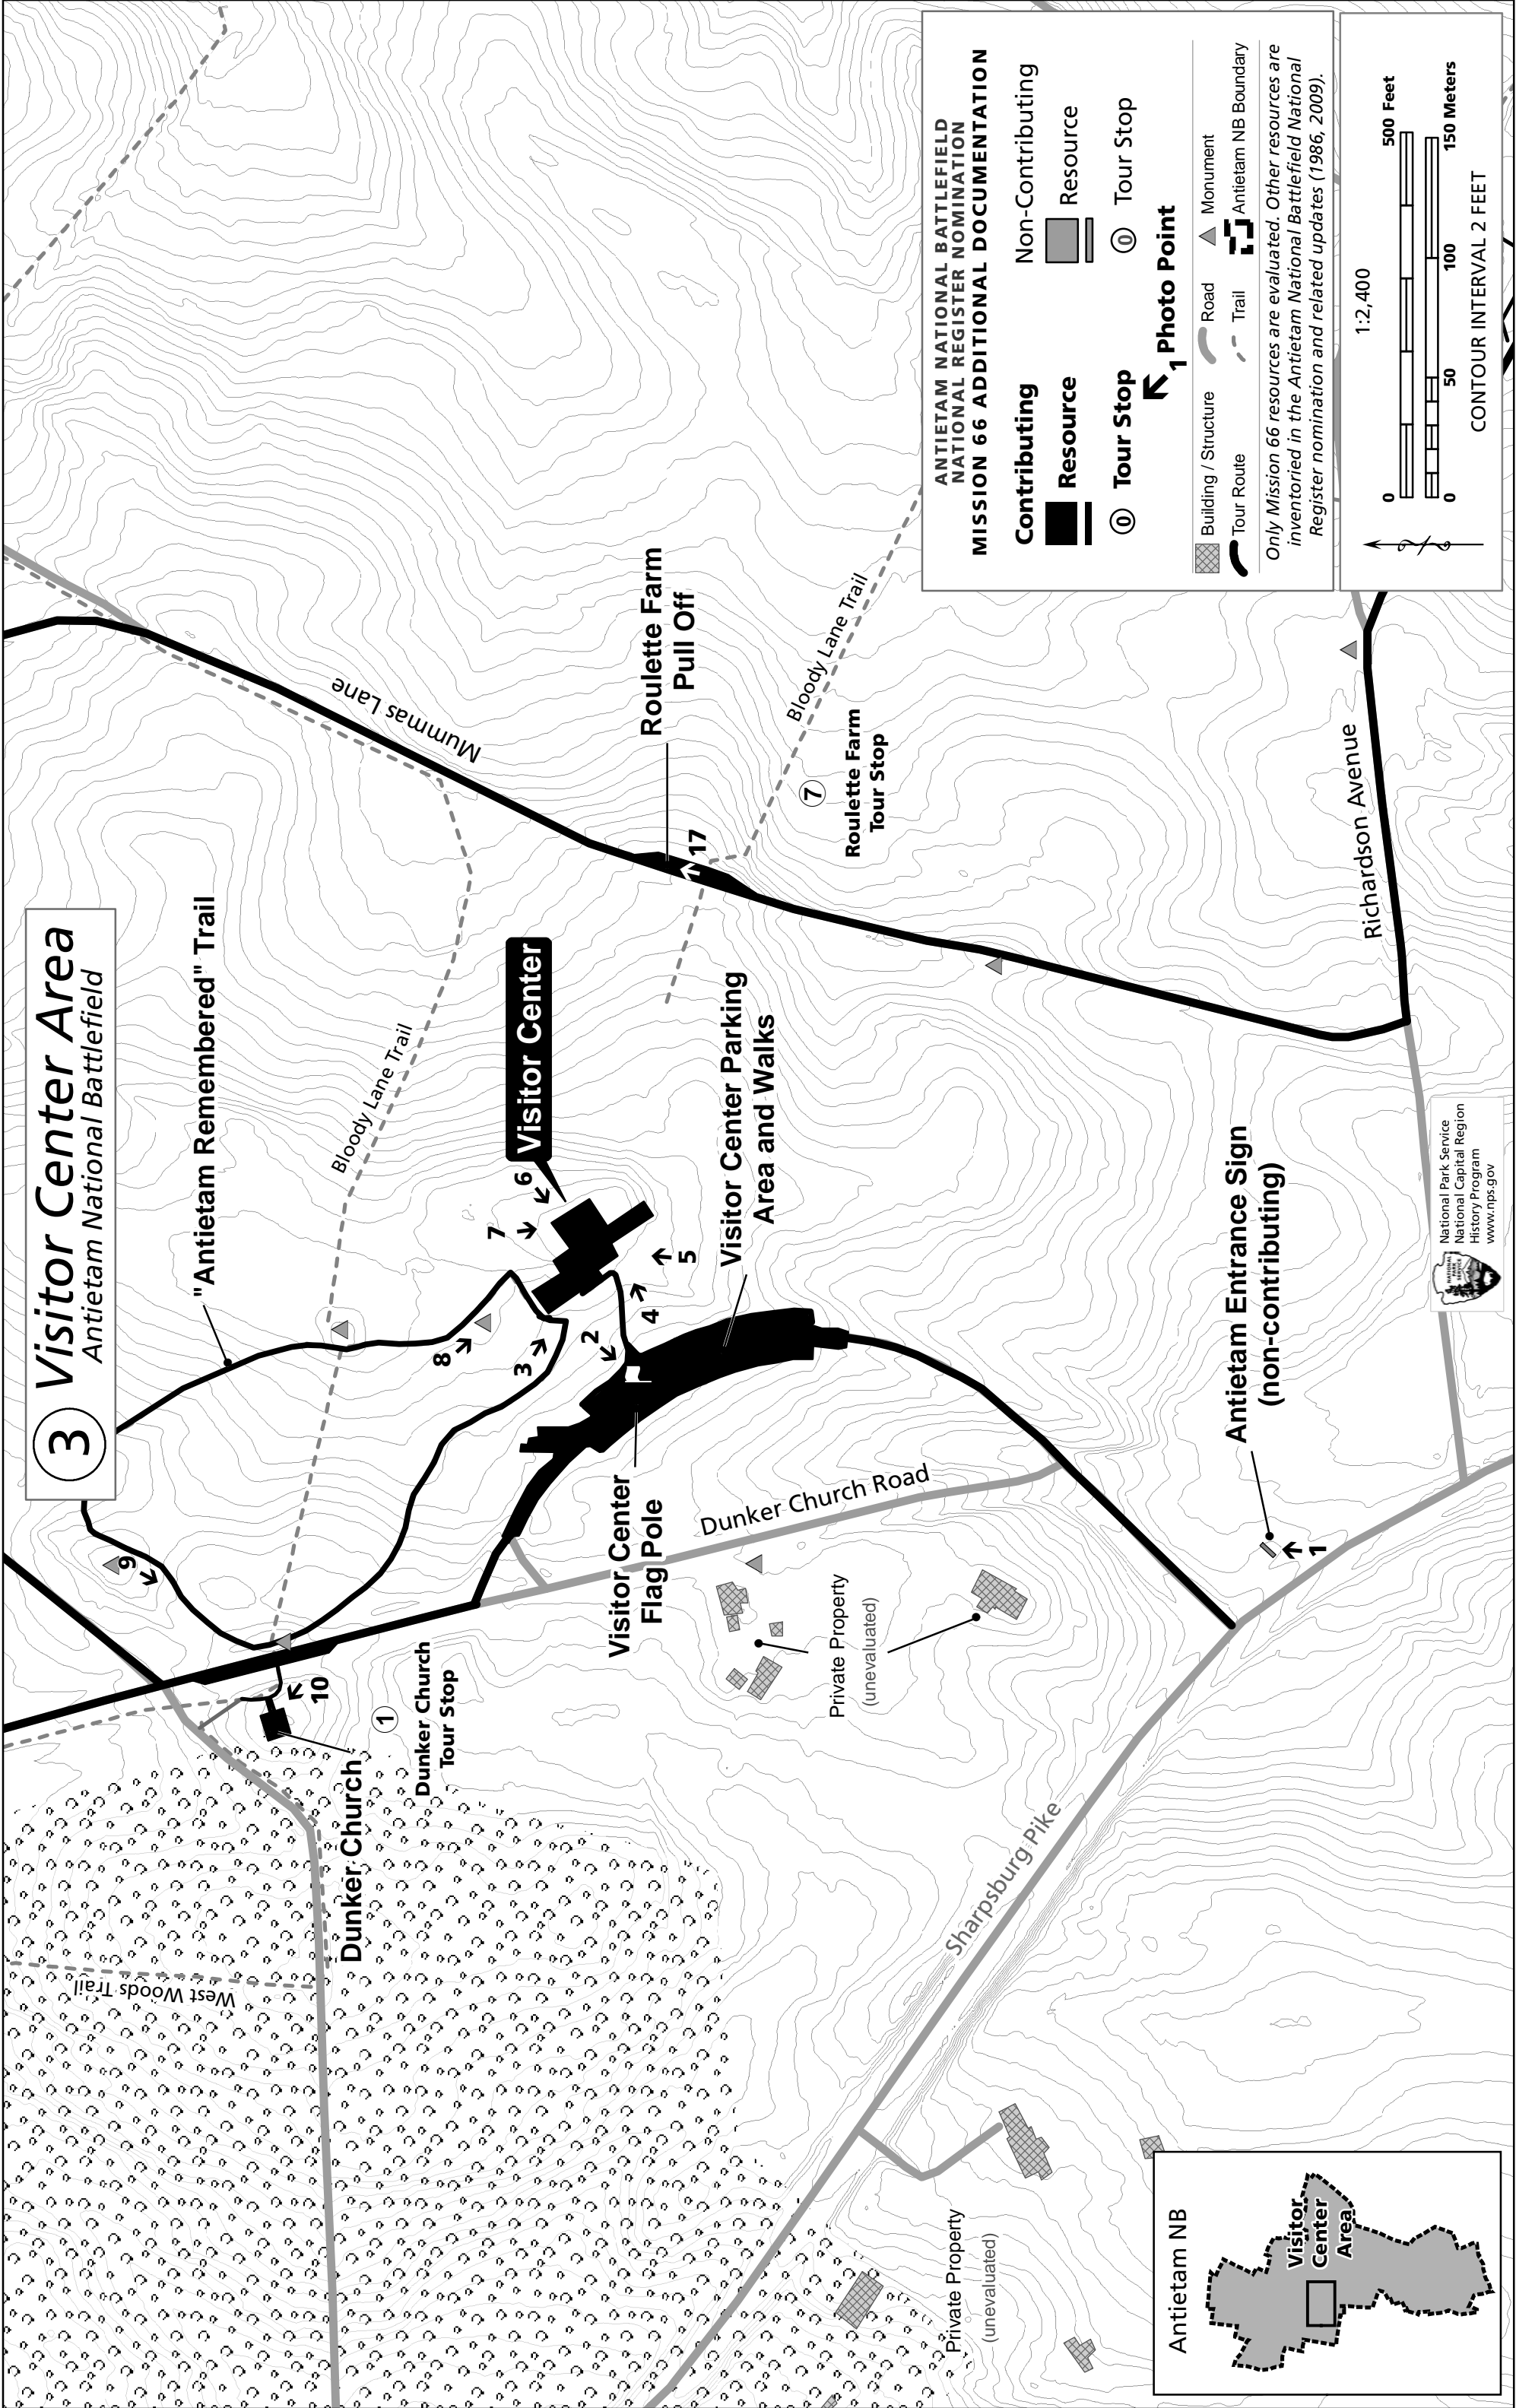 3
Visitor Center Area
Antietam National Battlefield
"Antietam Remembered" Trail
Bloody Lane Trail
Mummas Lane
Visitor Center
Roulette Farm
Pull Off
Bloody Lane Trail
7
Roulette Farm
Tour Stop
Visitor Center Parking
Area and Walks
Visitor Center
Flag Pole
Dunker Church Road
Dunker Church
1
Dunker Church
Tour Stop
West Woods Trail
Private Property
(unevaluated)
Sharpsburg Pike
Private Property
(unevaluated)
Antietam Entrance Sign
(non-contributing)
Richardson Avenue
1
2
3
4
5
6
7
8
9
10
17
ANTIETAM NATIONAL BATTLEFIELD
NATIONAL REGISTER NOMINATION
MISSION 66 ADDITIONAL DOCUMENTATION
Contributing
Non-Contributing
Resource
Resource
0 Tour Stop
0 Tour Stop
1 Photo Point
Building / Structure
Road
Monument
Tour Route
Trail
Antietam NB Boundary
Only Mission 66 resources are evaluated. Other resources are
inventoried in the Antietam National Battlefield National
Register nomination and related updates (1986, 2009).
1:2,400
0
500 Feet
0
50
100
150 Meters
CONTOUR INTERVAL 2 FEET
National Park Service
National Capital Region
History Program
www.nps.gov
Antietam NB
Visitor
Center
Area